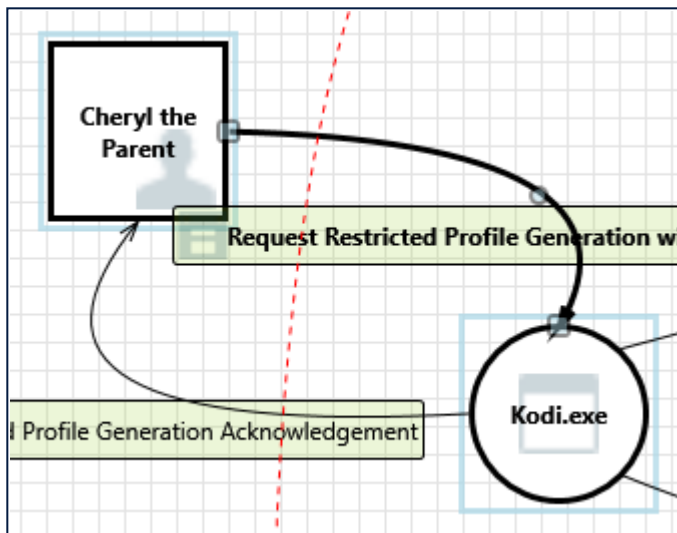 Cheryl the
Parent
Request Restricted Profile Generation
Profile Generation Acknowledgement
Kodi.exe